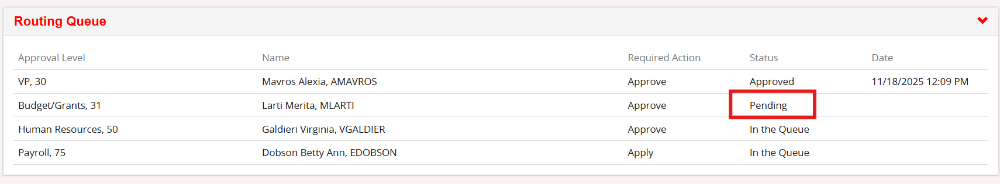 Routing Queue
Approval Level Name Required Action Status Date
VP, 30 Mavros Alexia, AMAVROS Approve Approved 11/18/2025 12:09 PM
Budget/Grants, 31 Larti Merita, MLARTI Approve Pending
Human Resources, 50 Galdieri Virginia, VGALDIER Approve In the Queue
Payroll, 75 Dobson Betty Ann, EDOBSON Apply In the Queue